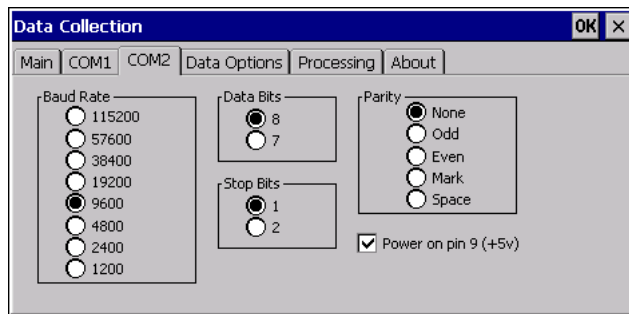 Data Collection OK ×
Main COM1 COM2 Data Options Processing About
Baud Rate
115200
57600
38400
19200
9600
4800
2400
1200
Data Bits
8
7
Stop Bits
1
2
Parity
None
Odd
Even
Mark
Space
Power on pin 9 (+5v)